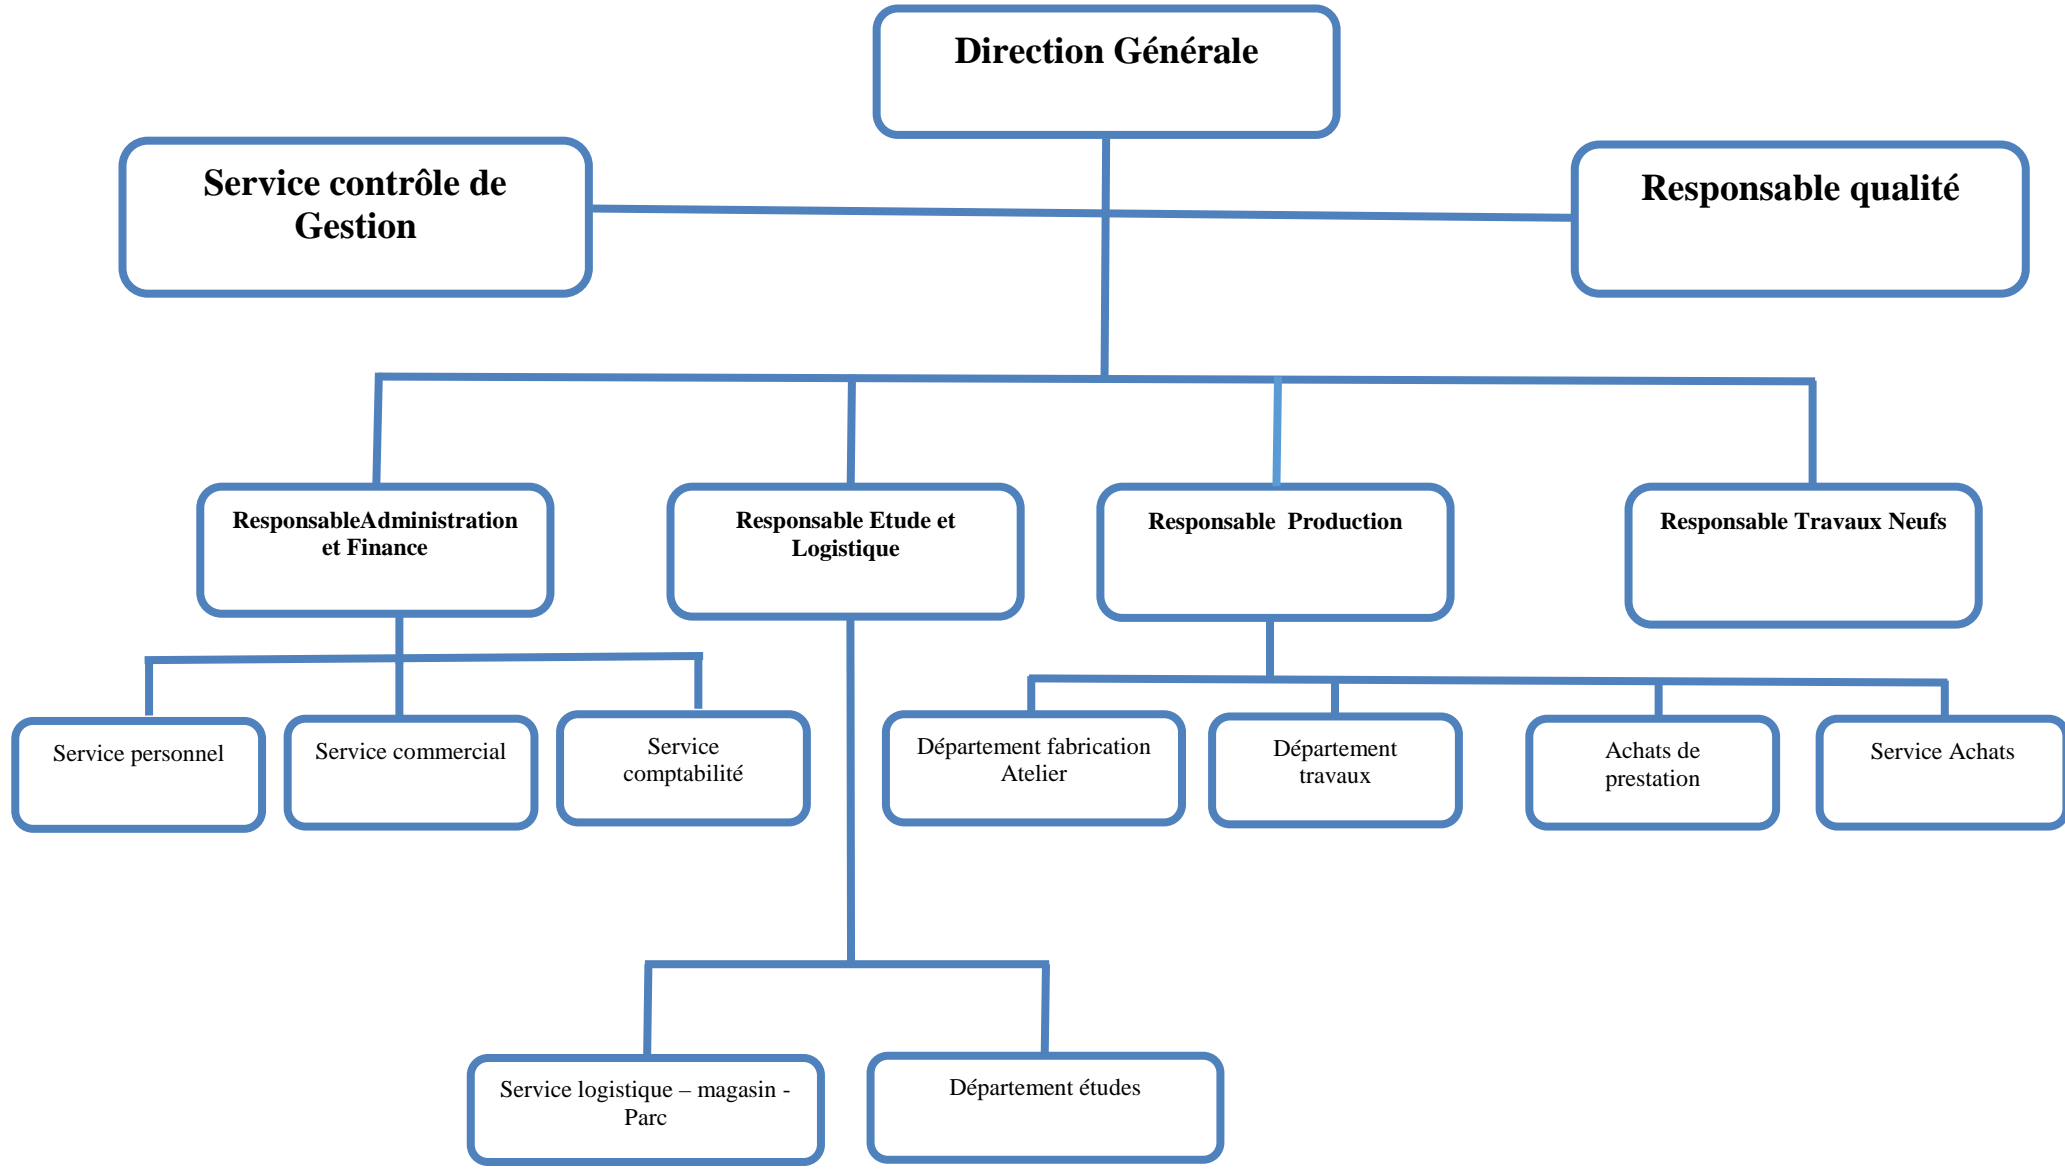 Direction Générale
Service contrôle de
Gestion
Responsable qualité
ResponsableAdministration
et Finance
Responsable Etude et
Logistique
Responsable  Production
Responsable Travaux Neufs
Service personnel
Service commercial
Service
comptabilité
Département fabrication
Atelier
Département
travaux
Achats de
prestation
Service Achats
Service logistique – magasin -
Parc
Département études